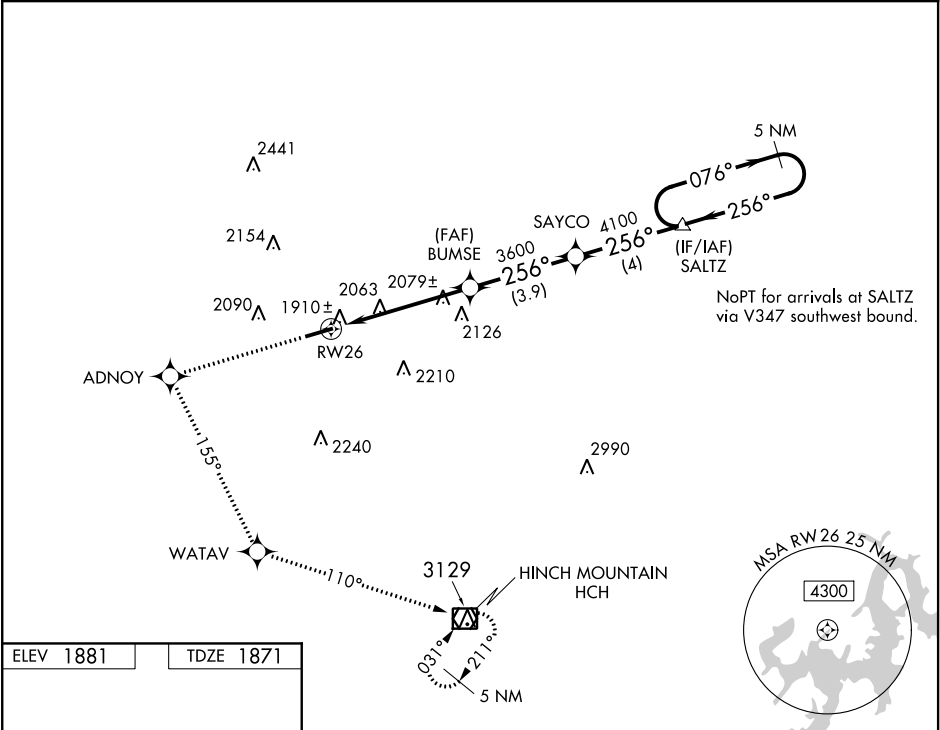 5 NM
2441
076°
256°
SAYCO
4100
256°
(4)
(IF/IAF)
SALTZ
2154
(FAF)
BUMSE
3600
256°
(3.9)
NoPT for arrivals at SALTZ
via V347 southwest bound.
2090
1910±
2063
2079±
2126
RW26
ADNOY
2210
155°
2240
2990
WATAV
110°
3129
HINCH MOUNTAIN
HCH
031°
211°
5 NM
MSA RW26 25 NM
4300
ELEV 1881
TDZE 1871